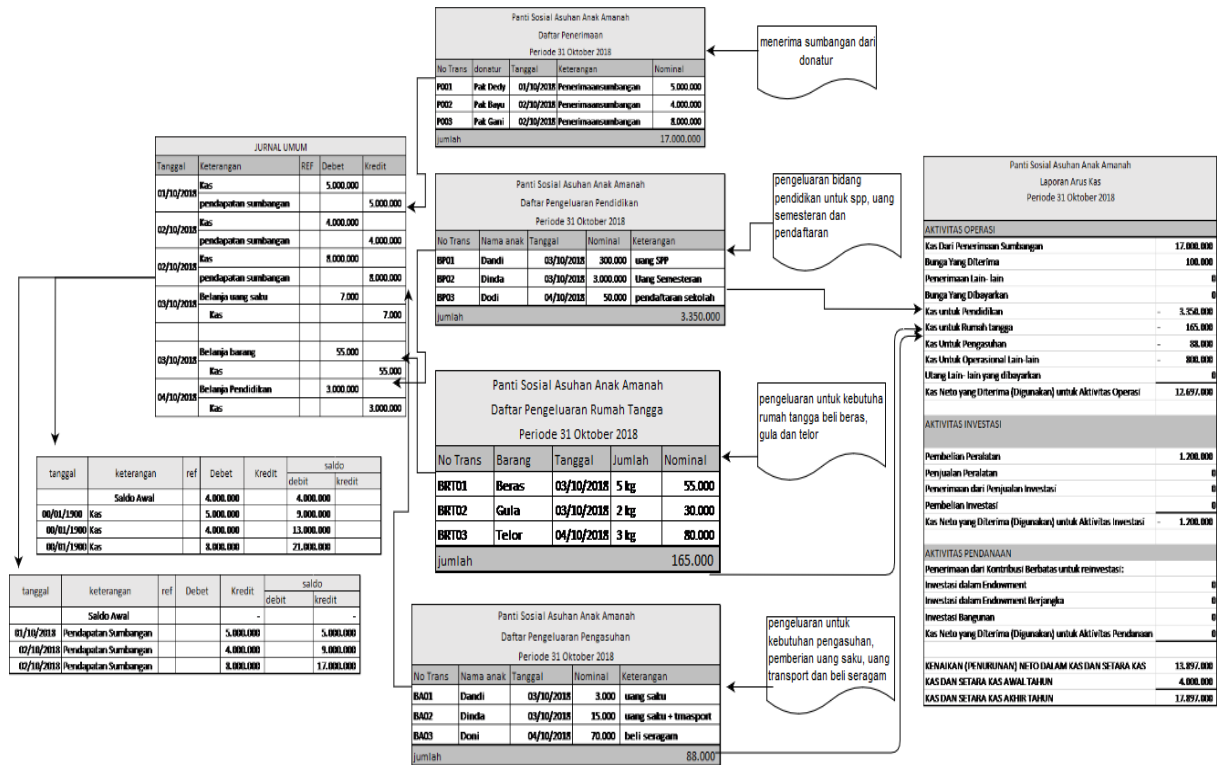 Panti Sosial Asuhan Anak Amanah
Daftar Penerimaan
Periode 31 Oktober 2018
No Trans donatur Tanggal Keterangan Nominal
P001 Pak Dedy 01/10/2018 Penerimaansumbangan 5.000.000
P002 Pak Bayu 02/10/2018 Penerimaansumbangan 4.000.000
P003 Pak Gani 02/10/2018 Penerimaansumbangan 8.000.000
jumlah 17.000.000
menerima sumbangan dari
donatur
JURNAL UMUM
Tanggal Keterangan REF Debet Kredit
01/10/2018 Kas 5.000.000
pendapatan sumbangan 5.000.000
02/10/2018 Kas 4.000.000
pendapatan sumbangan 4.000.000
02/10/2018 Kas 8.000.000
pendapatan sumbangan 8.000.000
03/10/2018 Belanja uang saku 7.000
Kas 7.000
03/10/2018 Belanja barang 55.000
Kas 55.000
04/10/2018 Belanja Pendidikan 3.000.000
Kas 3.000.000
Panti Sosial Asuhan Anak Amanah
Daftar Pengeluaran Pendidikan
Periode 31 Oktober 2018
No Trans Nama anak Tanggal Nominal Keterangan
BP01 Dandi 03/10/2018 300.000 uang SPP
BP02 Dinda 03/10/2018 3.000.000 Uang Semesteran
BP03 Dodi 04/10/2018 50.000 pendaftaran sekolah
jumlah 3.350.000
pengeluaran bidang
pendidikan untuk spp, uang
semesteran dan
pendaftaran
Panti Sosial Asuhan Anak Amanah
Daftar Pengeluaran Rumah Tangga
Periode 31 Oktober 2018
No Trans Barang Tanggal Jumlah Nominal
BRT01 Beras 03/10/2018 5 kg 55.000
BRT02 Gula 03/10/2018 2 kg 30.000
BRT03 Telor 04/10/2018 3 kg 80.000
jumlah 165.000
pengeluaran untuk kebutuha
rumah tangga beli beras,
gula dan telor
tanggal keterangan ref Debet Kredit saldo
debit kredit
Saldo Awal 4.000.000 4.000.000
00/01/1900 Kas 5.000.000 9.000.000
00/01/1900 Kas 4.000.000 13.000.000
00/01/1900 Kas 8.000.000 21.000.000
tanggal keterangan ref Debet Kredit saldo
debit kredit
Saldo Awal - -
01/10/2018 Pendapatan Sumbangan 5.000.000 5.000.000
02/10/2018 Pendapatan Sumbangan 4.000.000 9.000.000
02/10/2018 Pendapatan Sumbangan 8.000.000 17.000.000
Panti Sosial Asuhan Anak Amanah
Daftar Pengeluaran Pengasuhan
Periode 31 Oktober 2018
No Trans Nama anak Tanggal Nominal Keterangan
BA01 Dandi 03/10/2018 3.000 uang saku
BA02 Dinda 03/10/2018 15.000 uang saku + tmasport
BA03 Doni 04/10/2018 70.000 beli seragam
jumlah 88.000
pengeluaran untuk
kebutuhan pengasuhan,
pemberian uang saku, uang
transport dan beli seragam
Panti Sosial Asuhan Anak Amanah
Laporan Arus Kas
Periode 31 Oktober 2018
AKTIVITAS OPERASI
Kas Dari Penerimaan Sumbangan 17.000.000
Bunga Yang Diterima 100.000
Penerimaan Lain- lain 0
Bunga Yang Dibayarkan 0
Kas untuk Pendidikan - 3.350.000
Kas untuk Rumah tangga - 165.000
Kas Untuk Pengasuhan - 88.000
Kas Untuk Operasional Lain-lain - 800.000
Utang Lain- lain yang dibayarkan 0
Kas Neto yang Diterima (Digunakan) untuk Aktivitas Operasi 12.697.000
AKTIVITAS INVESTASI
Pembelian Peralatan 1.200.000
Penjualan Peralatan 0
Penerimaan dari Penjualan Investasi 0
Pembelian Investasi 0
Kas Neto yang Diterima (Digunakan) untuk Aktivitas Investasi - 1.200.000
AKTIVITAS PENDANAAN
Penerimaan dari Kontribusi Berbatas untuk reinvestasi:
Investasi dalam Endowment 0
Investasi dalam Endowment Berjangka 0
Investasi Bangunan 0
Kas Neto yang Diterima (Digunakan) untuk Aktivitas Pendanaan 0
KENAIKAN (PENURUNAN) NETO DALAM KAS DAN SETARA KAS 13.897.000
KAS DAN SETARA KAS AWAL TAHUN 4.000.000
KAS DAN SETARA KAS AKHIR TAHUN 17.897.000